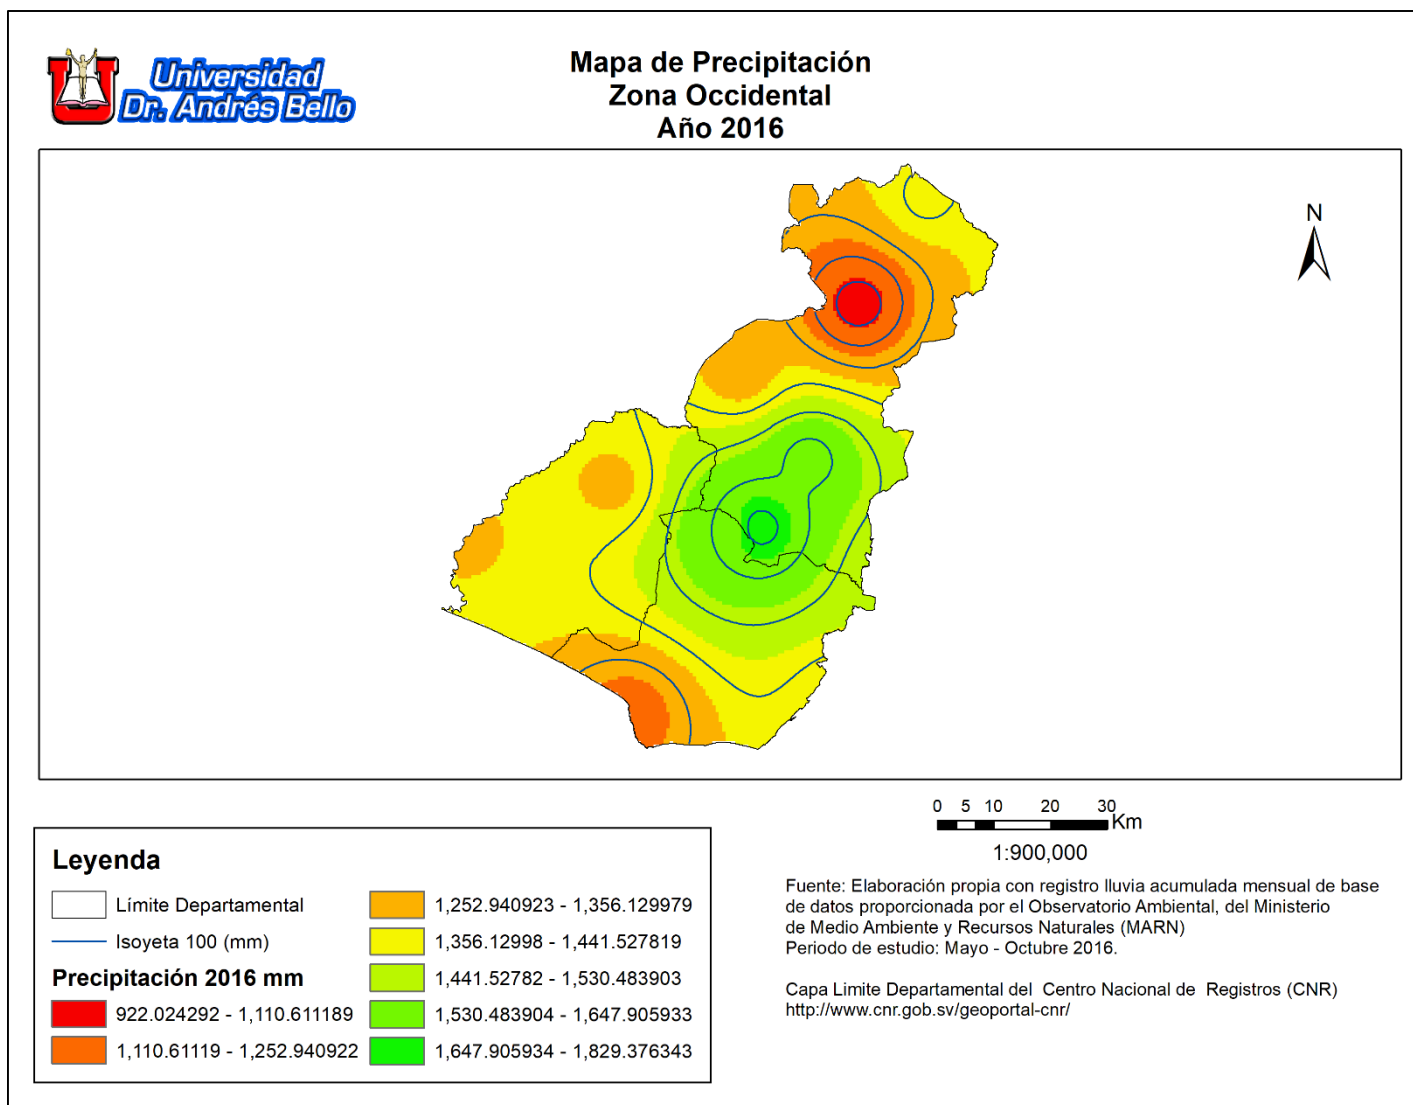 Universidad
Dr. Andrés Bello
Mapa de Precipitación
Zona Occidental
Año 2016
N
0 5 10 20 30
Km
1:900,000
Leyenda
Límite Departamental
Isoyeta 100 (mm)
Precipitación 2016 mm
922.024292 - 1,110.611189
1,110.61119 - 1,252.940922
1,252.940923 - 1,356.129979
1,356.12998 - 1,441.527819
1,441.52782 - 1,530.483903
1,530.483904 - 1,647.905933
1,647.905934 - 1,829.376343
Fuente: Elaboración propia con registro lluvia acumulada mensual de base
de datos proporcionada por el Observatorio Ambiental, del Ministerio
de Medio Ambiente y Recursos Naturales (MARN)
Periodo de estudio: Mayo - Octubre 2016.
Capa Limite Departamental del Centro Nacional de Registros (CNR)
http://www.cnr.gob.sv/geoportal-cnr/